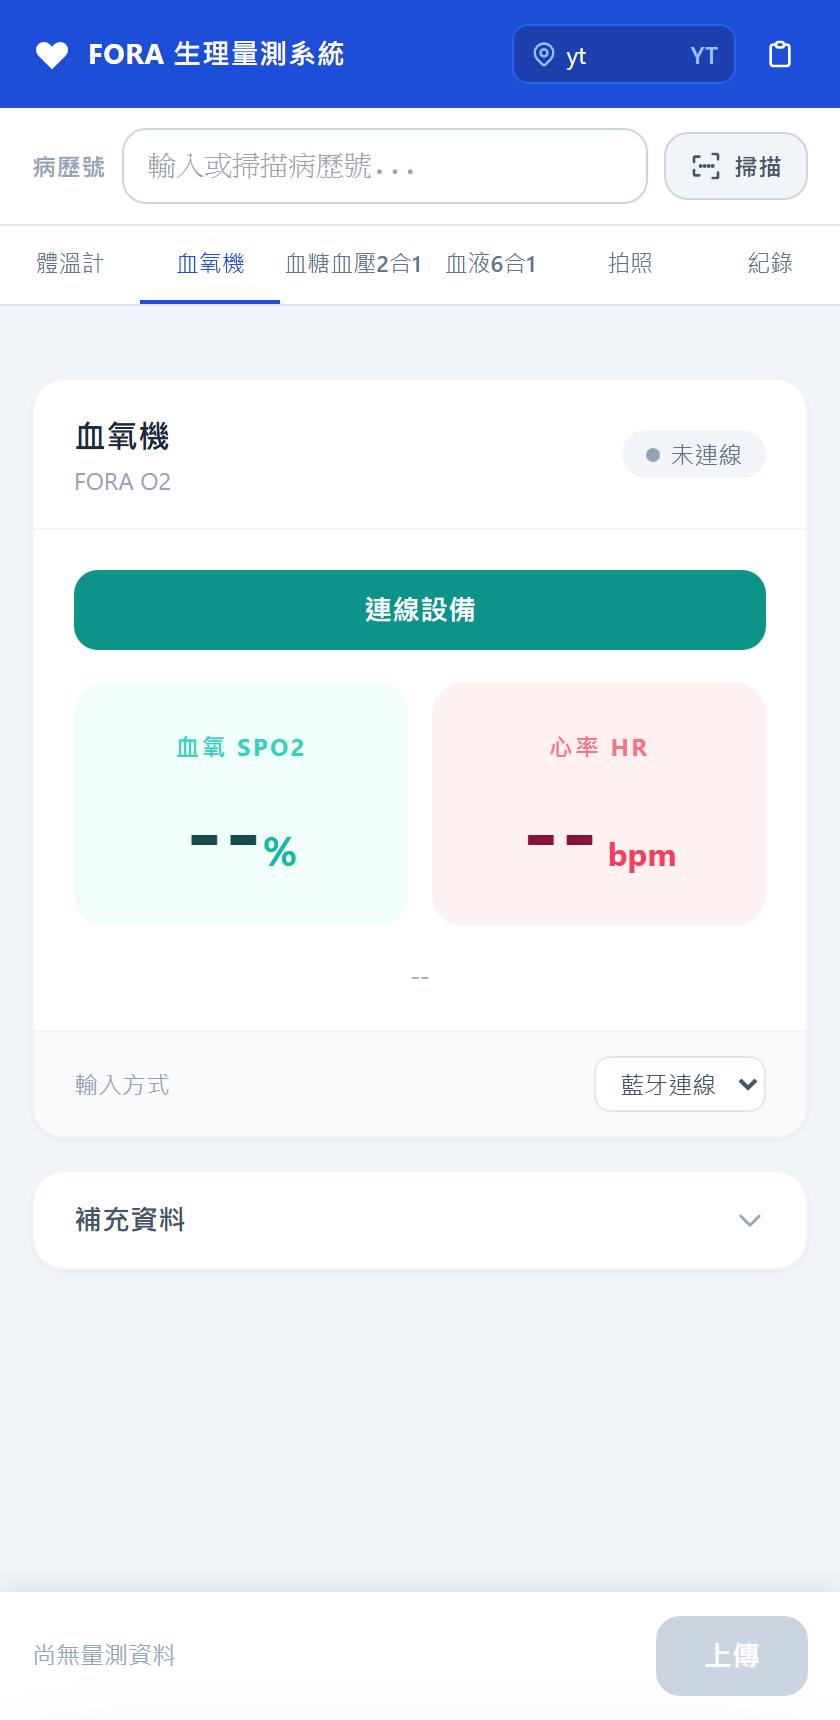 FORA 生理量測系統
yt YT
病歷號 輸入或掃描病歷號... 掃描
體溫計 血氧機 血糖血壓2合1 血液6合1 拍照 紀錄
血氧機
FORA O2
未連線
連線設備
血氧 SPO2
--%
心率 HR
-- bpm
--
輸入方式 藍牙連線
補充資料
尚無量測資料 上傳